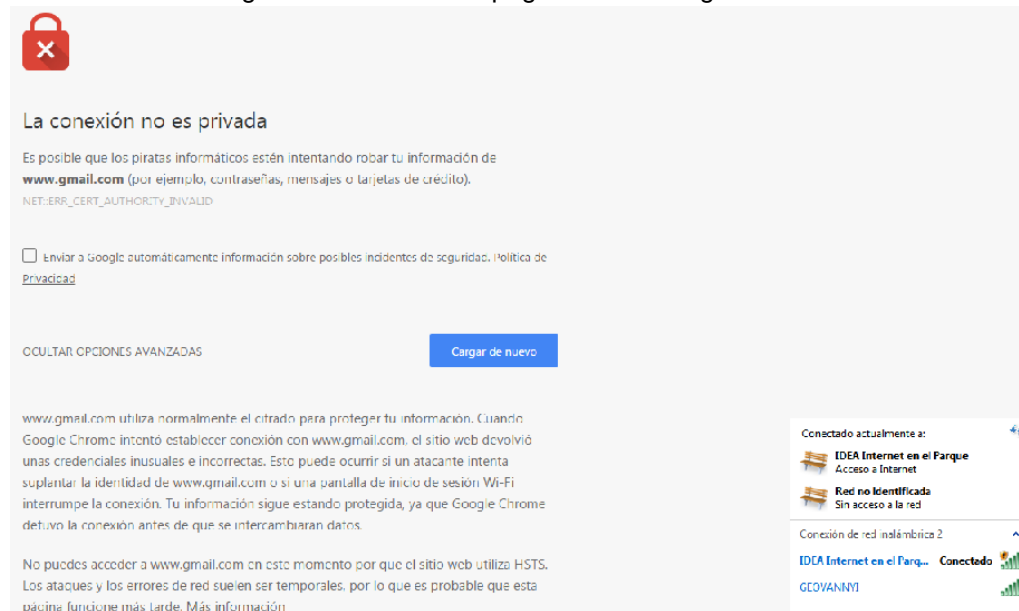 La conexión no es privada
Es posible que los piratas informáticos estén intentando robar tu información de
www.gmail.com (por ejemplo, contraseñas, mensajes o tarjetas de crédito).
NET::ERR_CERT_AUTHORITY_INVALID
Enviar a Google automáticamente información sobre posibles incidentes de seguridad. Política de
Privacidad
OCULTAR OPCIONES AVANZADAS
Cargar de nuevo
www.gmail.com utiliza normalmente el cifrado para proteger tu información. Cuando
Google Chrome intentó establecer conexión con www.gmail.com, el sitio web devolvió
unas credenciales inusuales e incorrectas. Esto puede ocurrir si un atacante intenta
suplantar la identidad de www.gmail.com o si una pantalla de inicio de sesión Wi-Fi
interrumpe la conexión. Tu información sigue estando protegida, ya que Google Chrome
detuvo la conexión antes de que se intercambiaran datos.
No puedes acceder a www.gmail.com en este momento por que el sitio web utiliza HSTS.
Los ataques y los errores de red suelen ser temporales, por lo que es probable que esta
página funcione más tarde. Más información
Conectado actualmente a:
IDEA Internet en el Parque
Acceso a Internet
Red no identificada
Sin acceso a la red
Conexión de red inalámbrica 2
IDEA Internet en el Parq... Conectado
GEOVANNYI